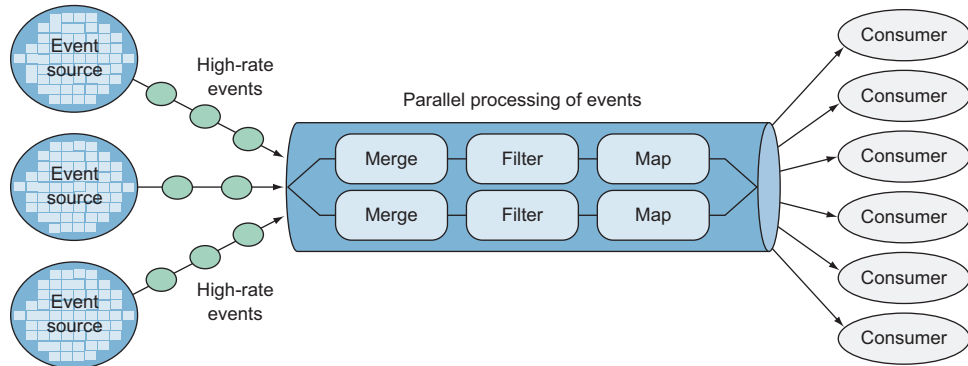 Event
source
High-rate
events
Event
source
Event
source
High-rate
events
Parallel processing of events
Merge
Filter
Map
Merge
Filter
Map
Consumer
Consumer
Consumer
Consumer
Consumer
Consumer